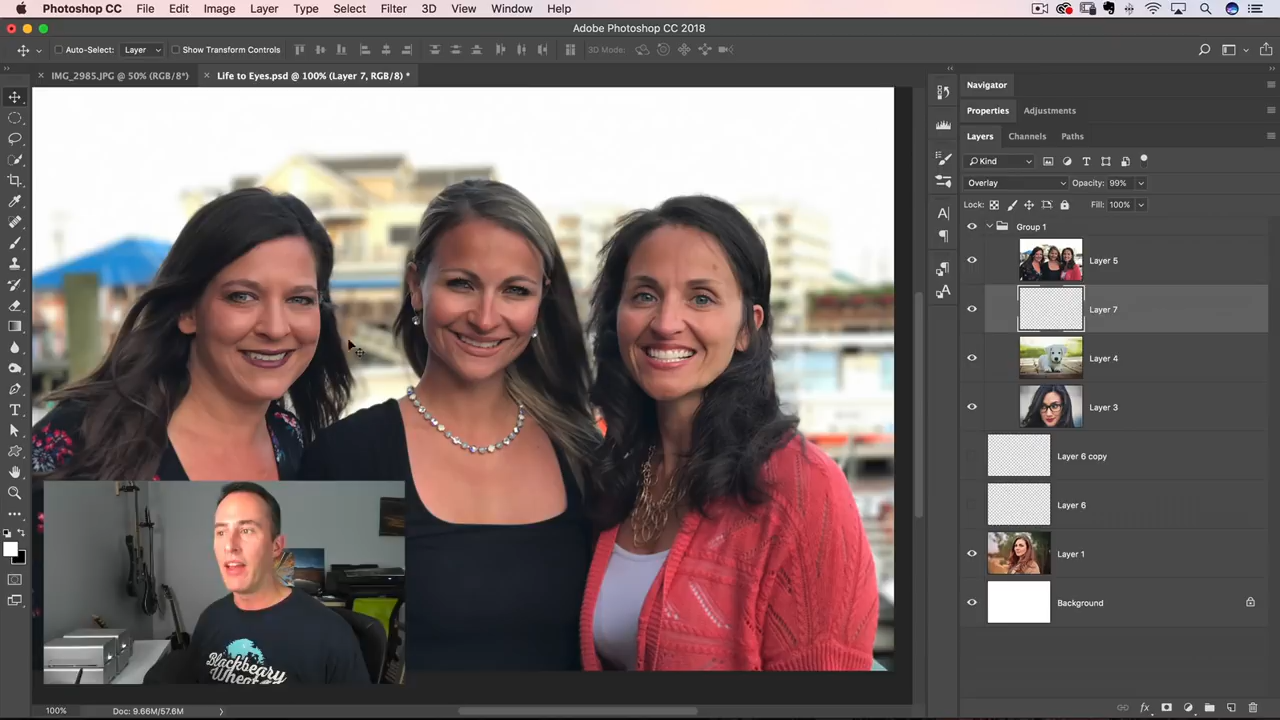 Photoshop CC File Edit Image Layer Type Select Filter 3D View Window Help
Adobe Photoshop CC 2018
Auto-Select: Layer Show Transform Controls 3D Mode:
× IMG_2985.JPG @ 50% (RGB/8*) × Life to Eyes.psd @ 100% (Layer 7, RGB/8) *
Navigator
Properties Adjustments
Layers Channels Paths
Kind
Overlay Opacity: 99%
Lock: Fill: 100%
Group 1
Layer 5
Layer 7
Layer 4
Layer 3
Layer 6 copy
Layer 6
Layer 1
Background
Blackbeary
100% Doc: 9.66M/57.6M